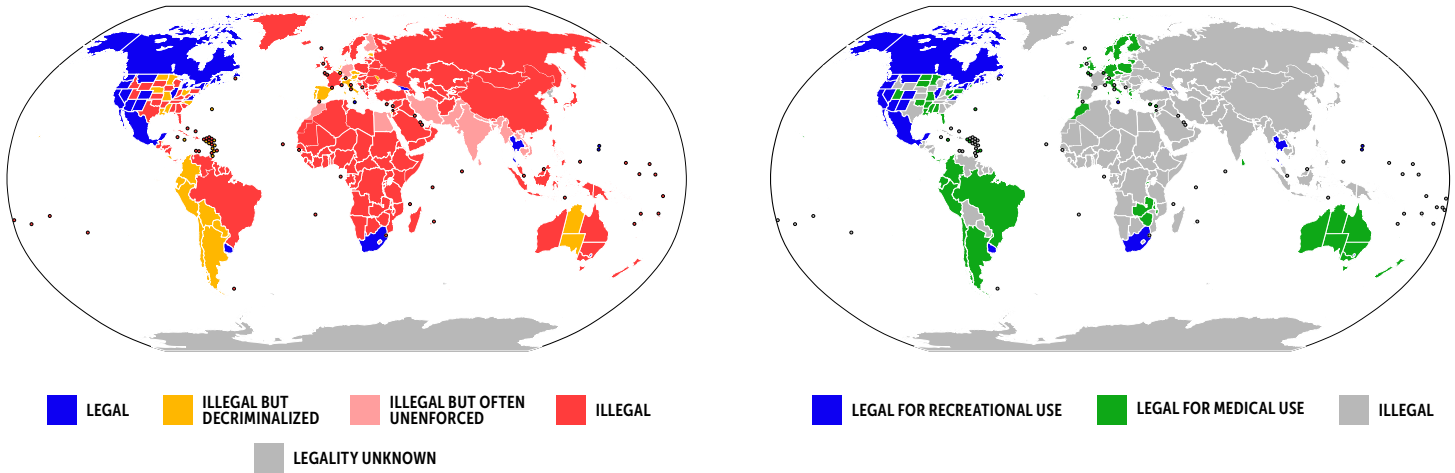 LEGAL
ILLEGAL BUT
DECRIMINALIZED
ILLEGAL BUT OFTEN
UNENFORCED
ILLEGAL
LEGALITY UNKNOWN
LEGAL FOR RECREATIONAL USE
LEGAL FOR MEDICAL USE
ILLEGAL